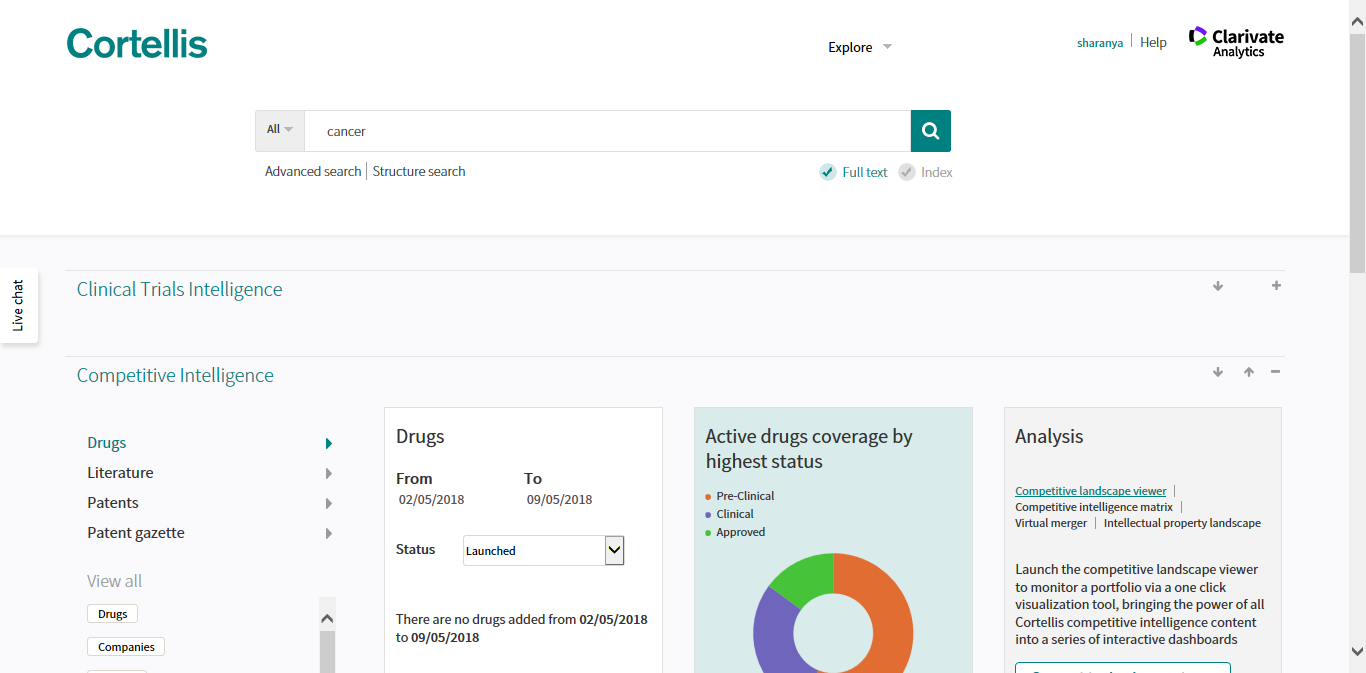 Cortellis
Explore
sharanya
Help
Clarivate
Analytics
All
cancer
Advanced search
Structure search
Full text
Index
Live chat
Clinical Trials Intelligence
Competitive Intelligence
Drugs
Literature
Patents
Patent gazette
View all
Drugs
Companies
Drugs
From
To
02/05/2018
09/05/2018
Status
Launched
There are no drugs added from 02/05/2018
to 09/05/2018
Active drugs coverage by
highest status
Pre-Clinical
Clinical
Approved
Analysis
Competitive landscape viewer
Competitive intelligence matrix
Virtual merger
Intellectual property landscape
Launch the competitive landscape viewer
to monitor a portfolio via a one click
visualization tool, bringing the power of all
Cortellis competitive intelligence content
into a series of interactive dashboards